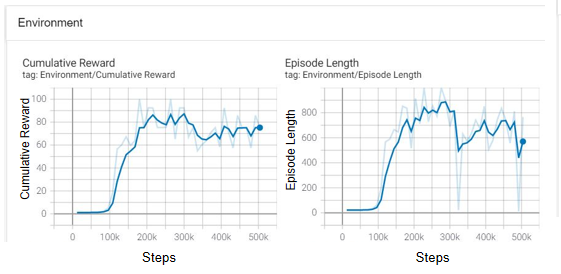 Environment
Cumulative Reward
tag: Environment/Cumulative Reward
Cumulative Reward
100
80
60
40
20
0
0 100k 200k 300k 400k 500k
Steps
Episode Length
tag: Environment/Episode Length
Episode Length
800
600
400
200
0
0 100k 200k 300k 400k 500k
Steps